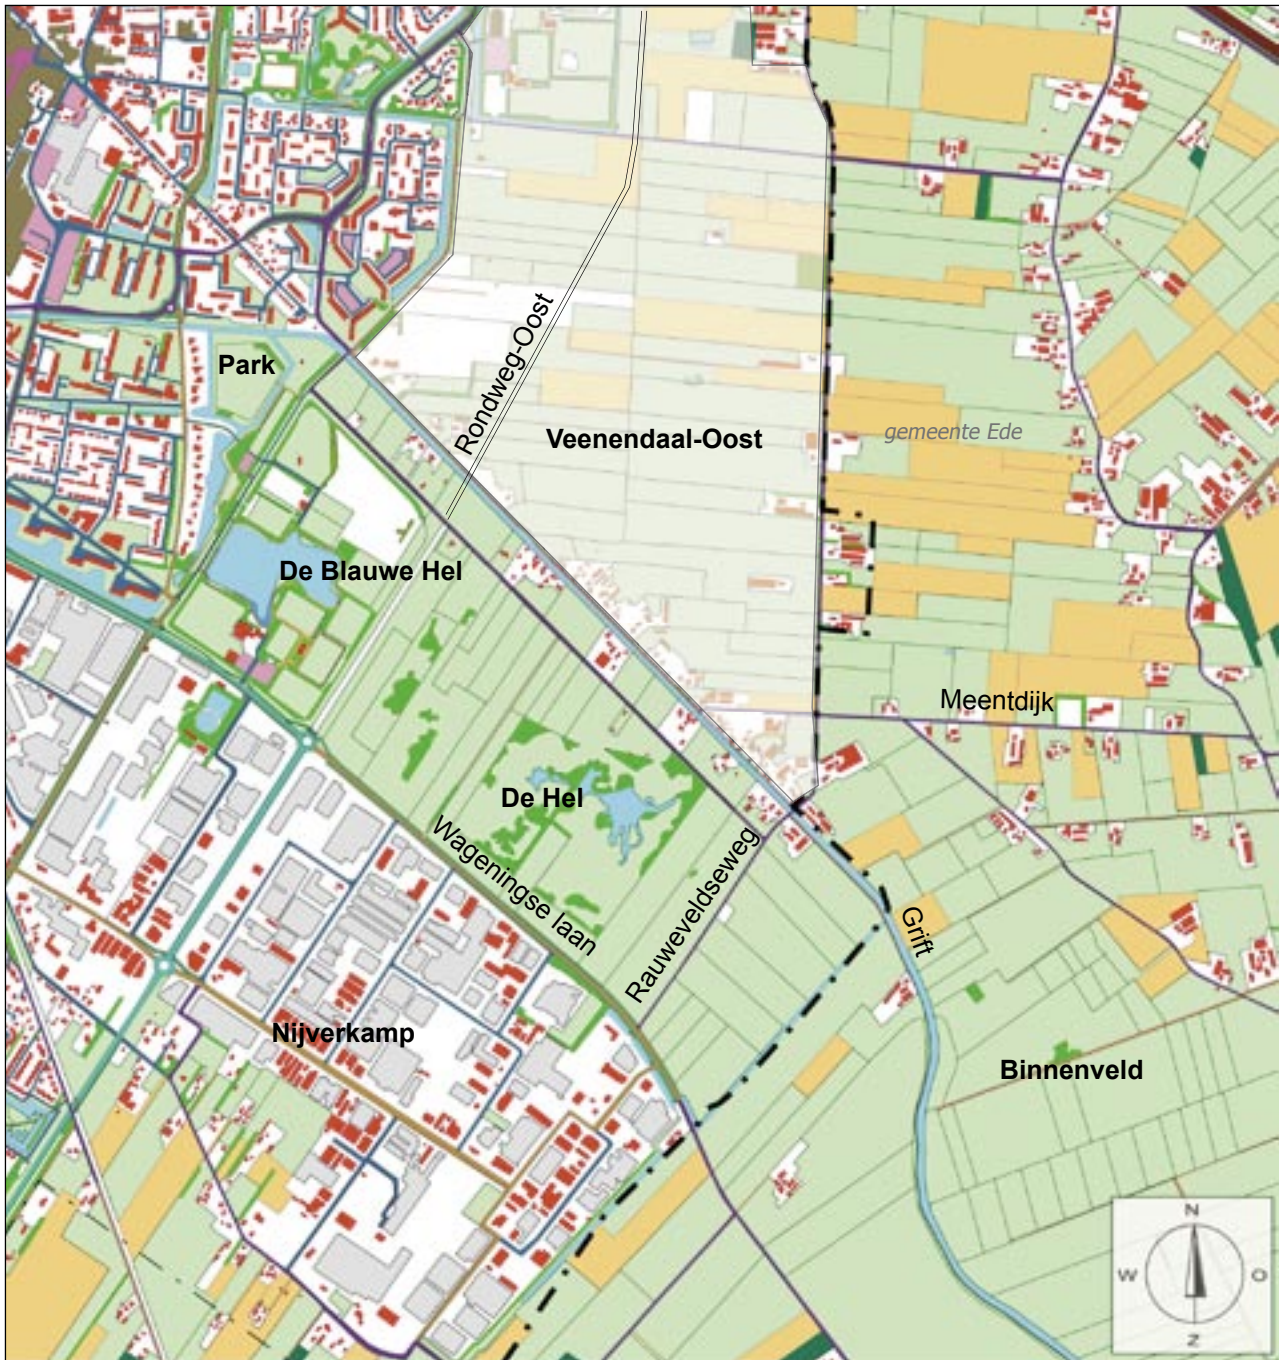 Park
Rondweg-Oost
Veenendaal-Oost
gemeente Ede
De Blauwe Hel
Meentdijk
De Hel
Wageningse laan
Rauweveldseweg
Grift
Nijverkamp
Binnenveld
N
W
O
Z